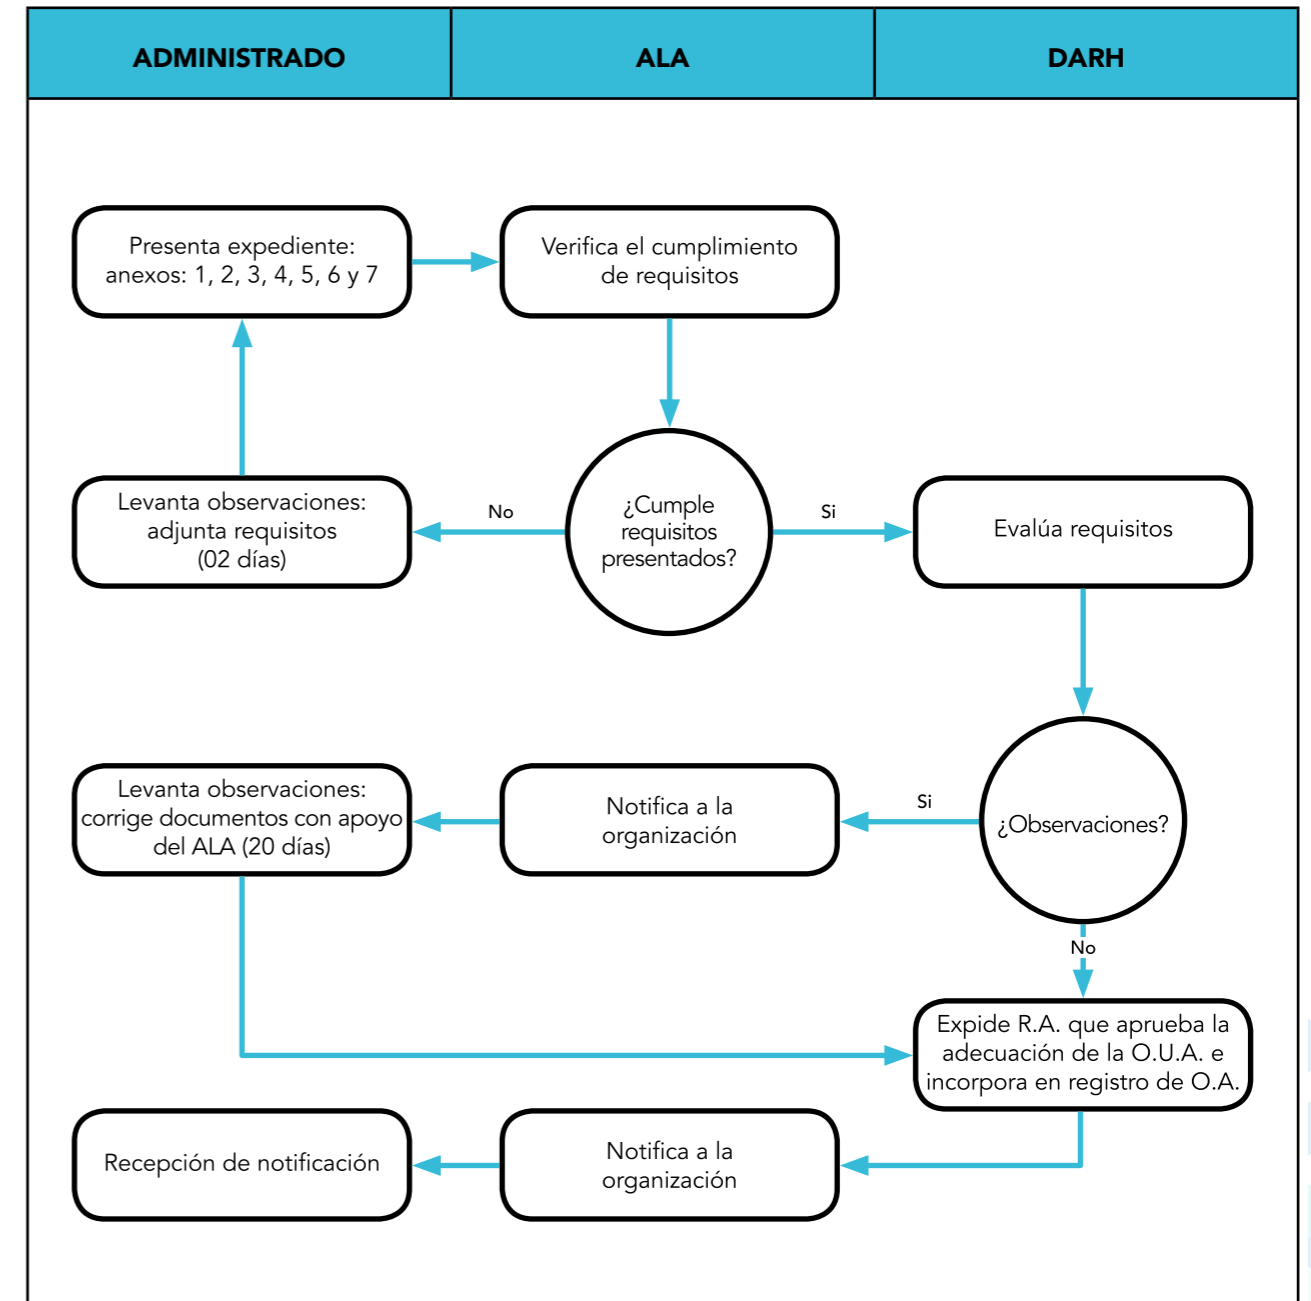 ADMINISTRADO
ALA
DARH
Presenta expediente:
anexos: 1, 2, 3, 4, 5, 6 y 7
Verifica el cumplimiento
de requisitos
Levanta observaciones:
adjunta requisitos
(02 días)
No
¿Cumple
requisitos
presentados?
Si
Evalúa requisitos
Levanta observaciones:
corrige documentos con apoyo
del ALA (20 días)
Notifica a la
organización
Si
¿Observaciones?
No
Expide R.A. que aprueba la
adecuación de la O.U.A. e
incorpora en registro de O.A.
Recepción de notificación
Notifica a la
organización